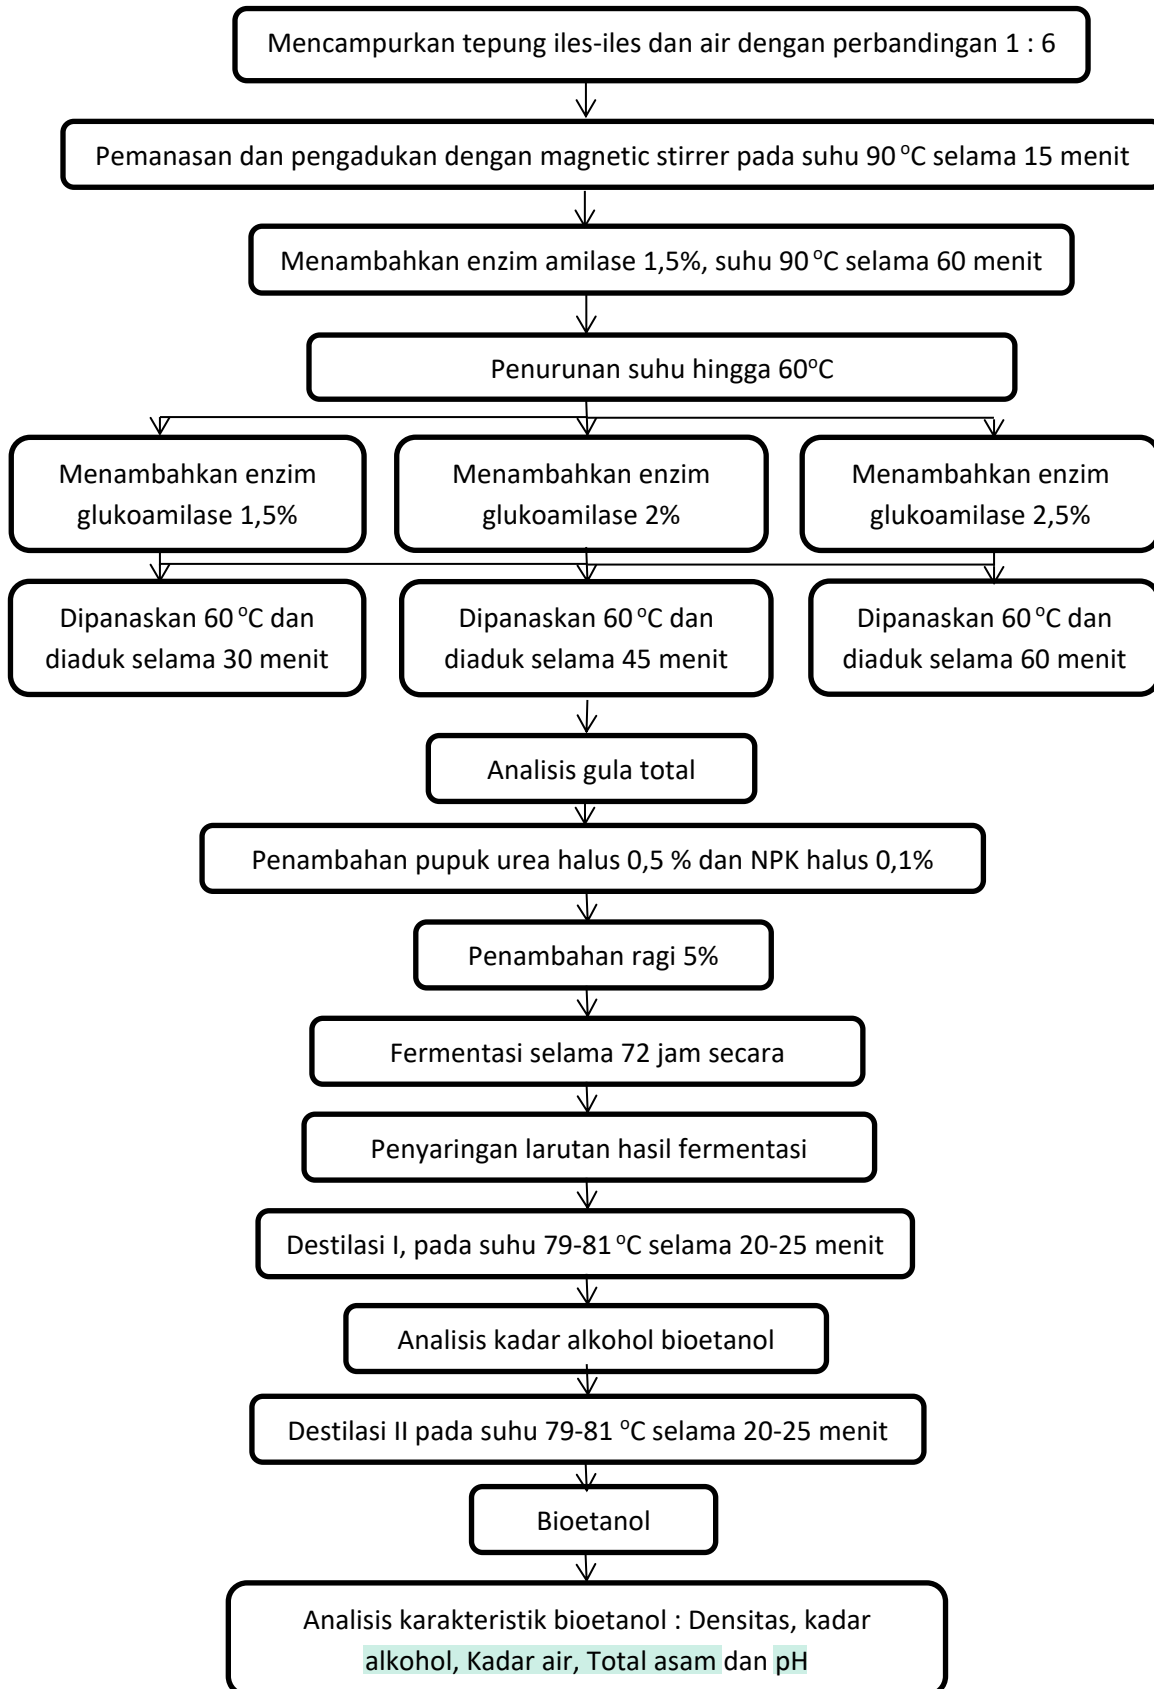 Mencampurkan tepung iles-iles dan air dengan perbandingan 1 : 6
Pemanasan dan pengadukan dengan magnetic stirrer pada suhu 90 °C selama 15 menit
Menambahkan enzim amilase 1,5%, suhu 90 °C selama 60 menit
Penurunan suhu hingga 60°C
Menambahkan enzim
glukoamilase 1,5%
Menambahkan enzim
glukoamilase 2%
Menambahkan enzim
glukoamilase 2,5%
Dipanaskan 60 °C dan
diaduk selama 30 menit
Dipanaskan 60 °C dan
diaduk selama 45 menit
Dipanaskan 60 °C dan
diaduk selama 60 menit
Analisis gula total
Penambahan pupuk urea halus 0,5 % dan NPK halus 0,1%
Penambahan ragi 5%
Fermentasi selama 72 jam secara
Penyaringan larutan hasil fermentasi
Destilasi I, pada suhu 79-81 °C selama 20-25 menit
Analisis kadar alkohol bioetanol
Destilasi II pada suhu 79-81 °C selama 20-25 menit
Bioetanol
Analisis karakteristik bioetanol : Densitas, kadar
alkohol, Kadar air, Total asam dan pH